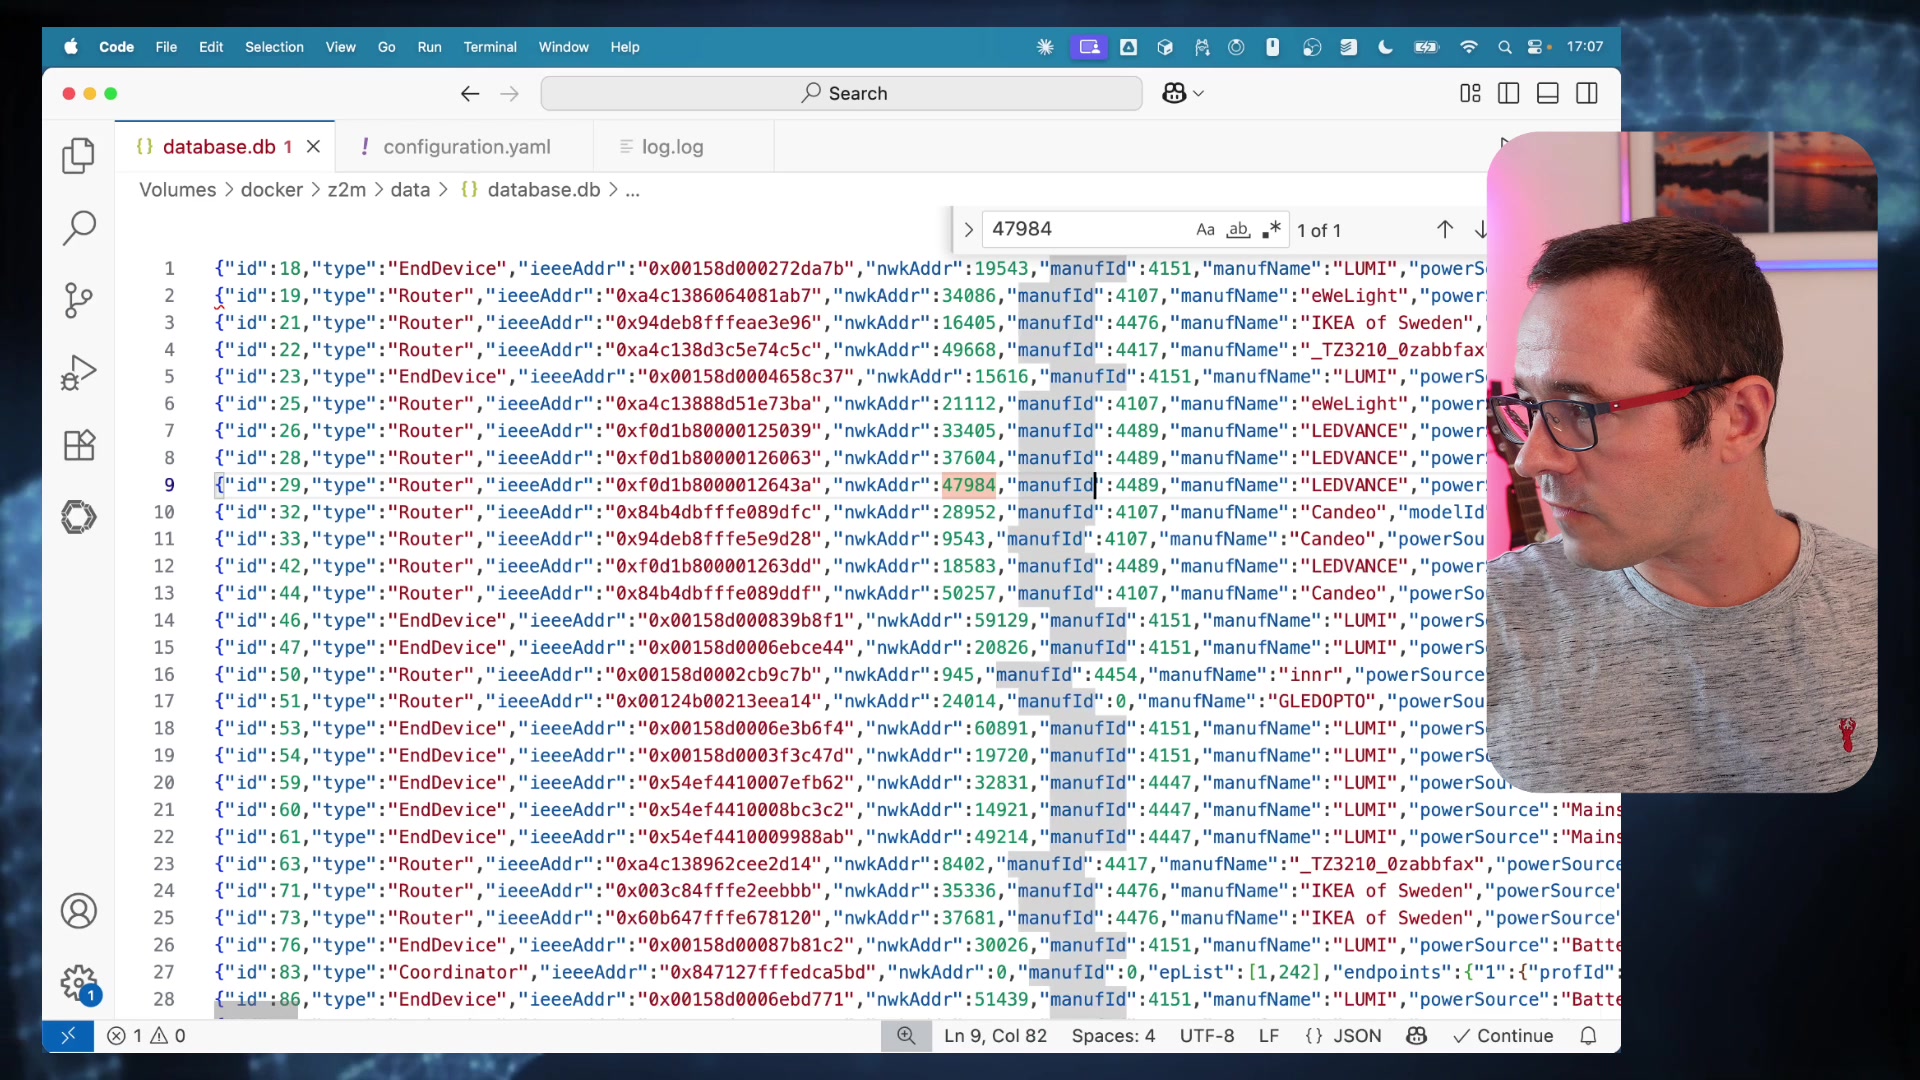 Code File Edit Selection View Go Run Terminal Window Help 17:07
Search
{} database.db 1 ! configuration.yaml log.log
Volumes > docker > z2m > data > {} database.db > ...
47984 Aa ab .* 1 of 1
1 {"id":18,"type":"EndDevice","ieeeAddr":"0x00158d000272da7b","nwkAddr":19543,"manufId":4151,"manufName":"LUMI","powerS
2 {"id":19,"type":"Router","ieeeAddr":"0xa4c1386064081ab7","nwkAddr":34086,"manufId":4107,"manufName":"eWeLight","power
3 {"id":21,"type":"Router","ieeeAddr":"0x94deb8fffeae3e96","nwkAddr":16405,"manufId":4476,"manufName":"IKEA of Sweden",
4 {"id":22,"type":"Router","ieeeAddr":"0xa4c138d3c5e74c5c","nwkAddr":49668,"manufId":4417,"manufName":"_TZ3210_0zabbfax
5 {"id":23,"type":"EndDevice","ieeeAddr":"0x00158d0004658c37","nwkAddr":15616,"manufId":4151,"manufName":"LUMI","powerS
6 {"id":25,"type":"Router","ieeeAddr":"0xa4c13888d51e73ba","nwkAddr":21112,"manufId":4107,"manufName":"eWeLight","power
7 {"id":26,"type":"Router","ieeeAddr":"0xf0d1b80000125039","nwkAddr":33405,"manufId":4489,"manufName":"LEDVANCE","power
8 {"id":28,"type":"Router","ieeeAddr":"0xf0d1b80000126063","nwkAddr":37604,"manufId":4489,"manufName":"LEDVANCE","power
9 {"id":29,"type":"Router","ieeeAddr":"0xf0d1b8000012643a","nwkAddr":47984,"manufId":4489,"manufName":"LEDVANCE","power
10 {"id":32,"type":"Router","ieeeAddr":"0x84b4dbfffe089dfc","nwkAddr":28952,"manufId":4107,"manufName":"Candeo","modelId
11 {"id":33,"type":"Router","ieeeAddr":"0x94deb8fffe5e9d28","nwkAddr":9543,"manufId":4107,"manufName":"Candeo","powerSou
12 {"id":42,"type":"Router","ieeeAddr":"0xf0d1b800001263dd","nwkAddr":18583,"manufId":4489,"manufName":"LEDVANCE","power
13 {"id":44,"type":"Router","ieeeAddr":"0x84b4dbfffe089ddf","nwkAddr":50257,"manufId":4107,"manufName":"Candeo","powerSo
14 {"id":46,"type":"EndDevice","ieeeAddr":"0x00158d000839b8f1","nwkAddr":59129,"manufId":4151,"manufName":"LUMI","powerS
15 {"id":47,"type":"EndDevice","ieeeAddr":"0x00158d0006ebce44","nwkAddr":20826,"manufId":4151,"manufName":"LUMI","powerS
16 {"id":50,"type":"Router","ieeeAddr":"0x00158d0002cb9c7b","nwkAddr":945,"manufId":4454,"manufName":"innr","powerSource
17 {"id":51,"type":"Router","ieeeAddr":"0x00124b00213eea14","nwkAddr":24014,"manufId":0,"manufName":"GLEDOPTO","powerSou
18 {"id":53,"type":"EndDevice","ieeeAddr":"0x00158d0006e3b6f4","nwkAddr":60891,"manufId":4151,"manufName":"LUMI","powerS
19 {"id":54,"type":"EndDevice","ieeeAddr":"0x00158d0003f3c47d","nwkAddr":19720,"manufId":4151,"manufName":"LUMI","powerS
20 {"id":59,"type":"EndDevice","ieeeAddr":"0x54ef4410007efb62","nwkAddr":32831,"manufId":4447,"manufName":"LUMI","powerSou
21 {"id":60,"type":"EndDevice","ieeeAddr":"0x54ef4410008bc3c2","nwkAddr":14921,"manufId":4447,"manufName":"LUMI","powerSource":"Mains
22 {"id":61,"type":"EndDevice","ieeeAddr":"0x54ef4410009988ab","nwkAddr":49214,"manufId":4447,"manufName":"LUMI","powerSource":"Mains
23 {"id":63,"type":"Router","ieeeAddr":"0xa4c138962cee2d14","nwkAddr":8402,"manufId":4417,"manufName":"_TZ3210_0zabbfax","powerSource
24 {"id":71,"type":"Router","ieeeAddr":"0x003c84fffe2eebbb","nwkAddr":35336,"manufId":4476,"manufName":"IKEA of Sweden","powerSource"
25 {"id":73,"type":"Router","ieeeAddr":"0x60b647fffe678120","nwkAddr":37681,"manufId":4476,"manufName":"IKEA of Sweden","powerSource"
26 {"id":76,"type":"EndDevice","ieeeAddr":"0x00158d00087b81c2","nwkAddr":30026,"manufId":4151,"manufName":"LUMI","powerSource":"Batte
27 {"id":83,"type":"Coordinator","ieeeAddr":"0x847127fffedca5bd","nwkAddr":0,"manufId":0,"epList":[1,242],"endpoints":{"1":{"profId":
28 {"id":86,"type":"EndDevice","ieeeAddr":"0x00158d0006ebd771","nwkAddr":51439,"manufId":4151,"manufName":"LUMI","powerSource":"Batte
1
1 0 Ln 9, Col 82 Spaces: 4 UTF-8 LF {} JSON Continue